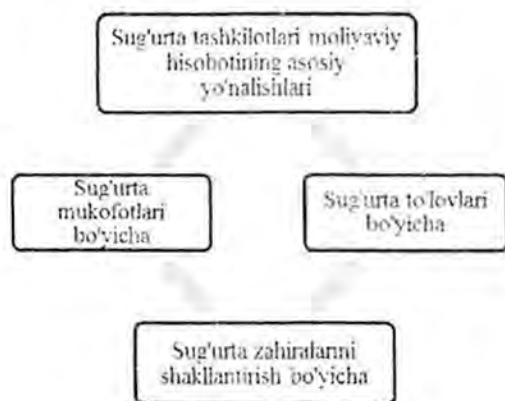 Sug'urta tashkilotlari moliyaviy
hisobotining asosiy
yo'nalishlari
Sug'urta
mukofotlari
bo'yicha
Sug'urta to'lovlari
bo'yicha
Sug'urta zahiralarini
shakllantirish bo'yicha